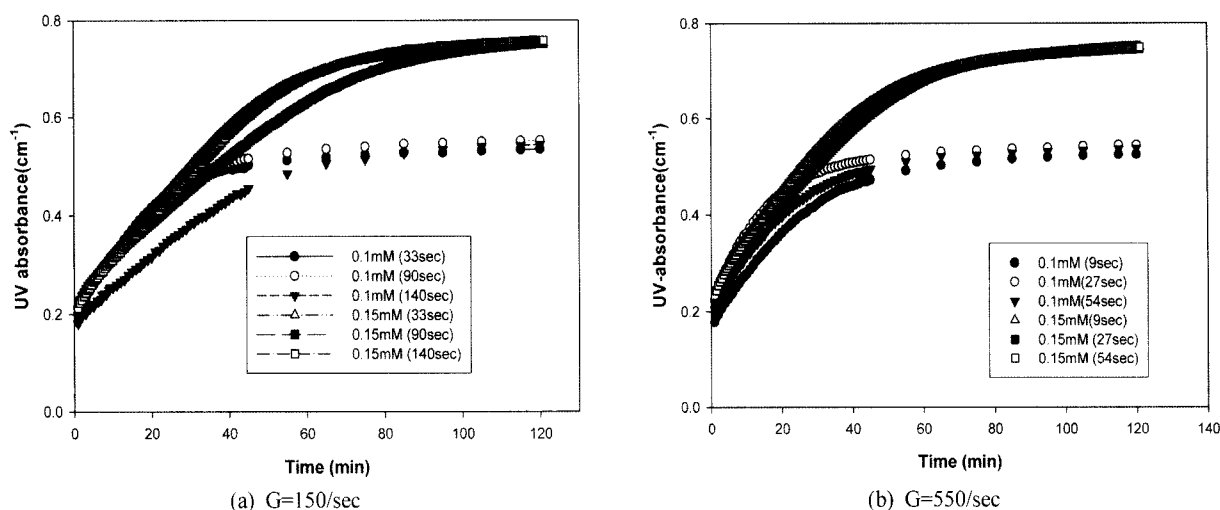 0.8
0.6
0.4
0.2
0.0
UV absorbance(cm-1)
0.1mM (33sec)
0.1mM (90sec)
0.1mM (140sec)
0.15mM (33sec)
0.15mM (90sec)
0.15mM (140sec)
0 20 40 60 80 100 120
Time (min)
(a) G=150/sec
0.8
0.6
0.4
0.2
0.0
UV-absorbance(cm-1)
0.1mM (9sec)
0.1mM(27sec)
0.1mM(54sec)
0.15mM(9sec)
0.15mM (27sec)
0.15mM (54sec)
0 20 40 60 80 100 120 140
Time (min)
(b) G=550/sec